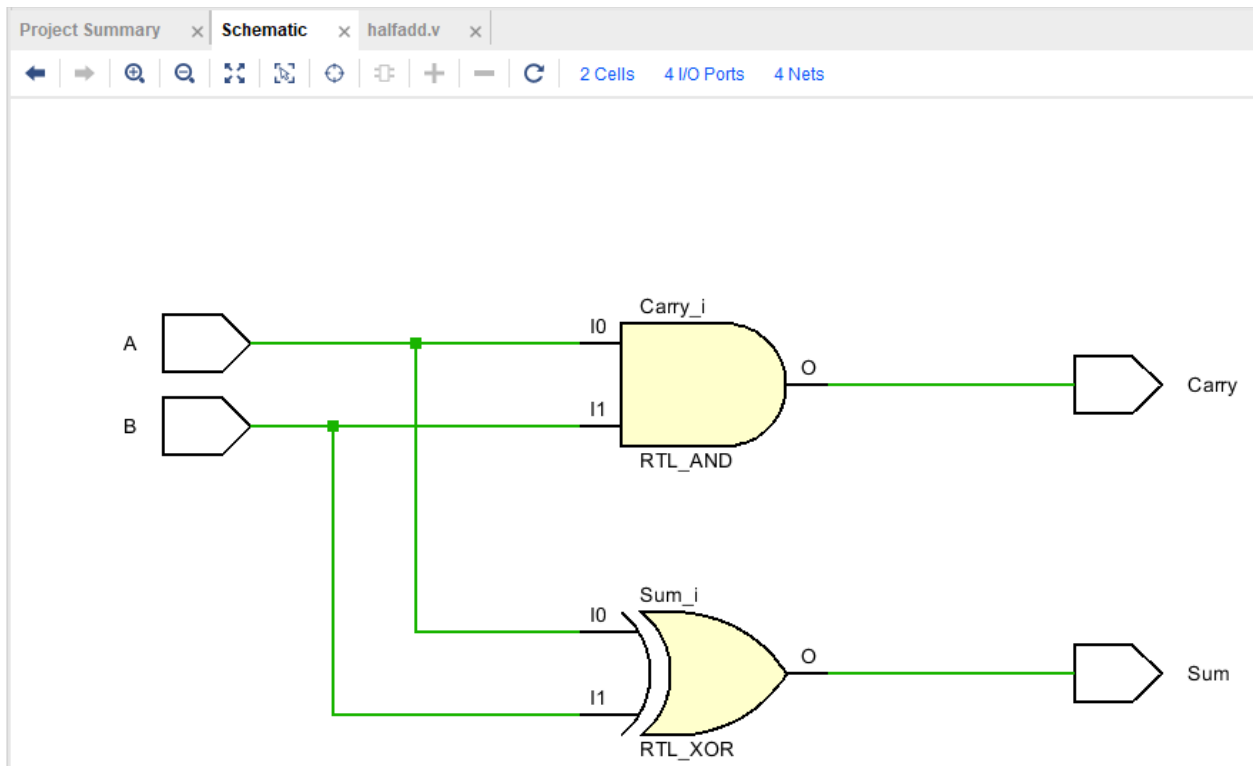 Project Summary × Schematic × halfadd.v ×
2 Cells 4 I/O Ports 4 Nets
Carry_i
A I0 O
Carry
B I1
RTL_AND
Sum_i
I0 O
Sum
I1
RTL_XOR